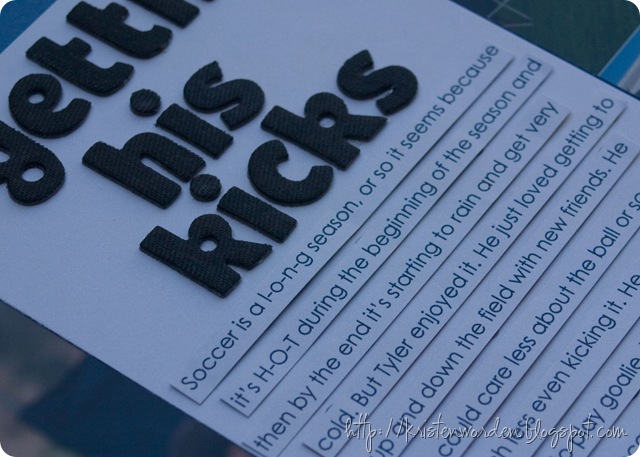 getti
his
kicks
Soccer is a l-o-n-g season, or so it seems because
it's H-O-T during the beginning of the season and
then by the end it's starting to rain and get very
cold. But Tyler enjoyed it. He just loved getting to
up and down the field with new friends. He
could care less about the ball or so
even kicking it. He
goalie,
http://kristenworden.blogspot.com